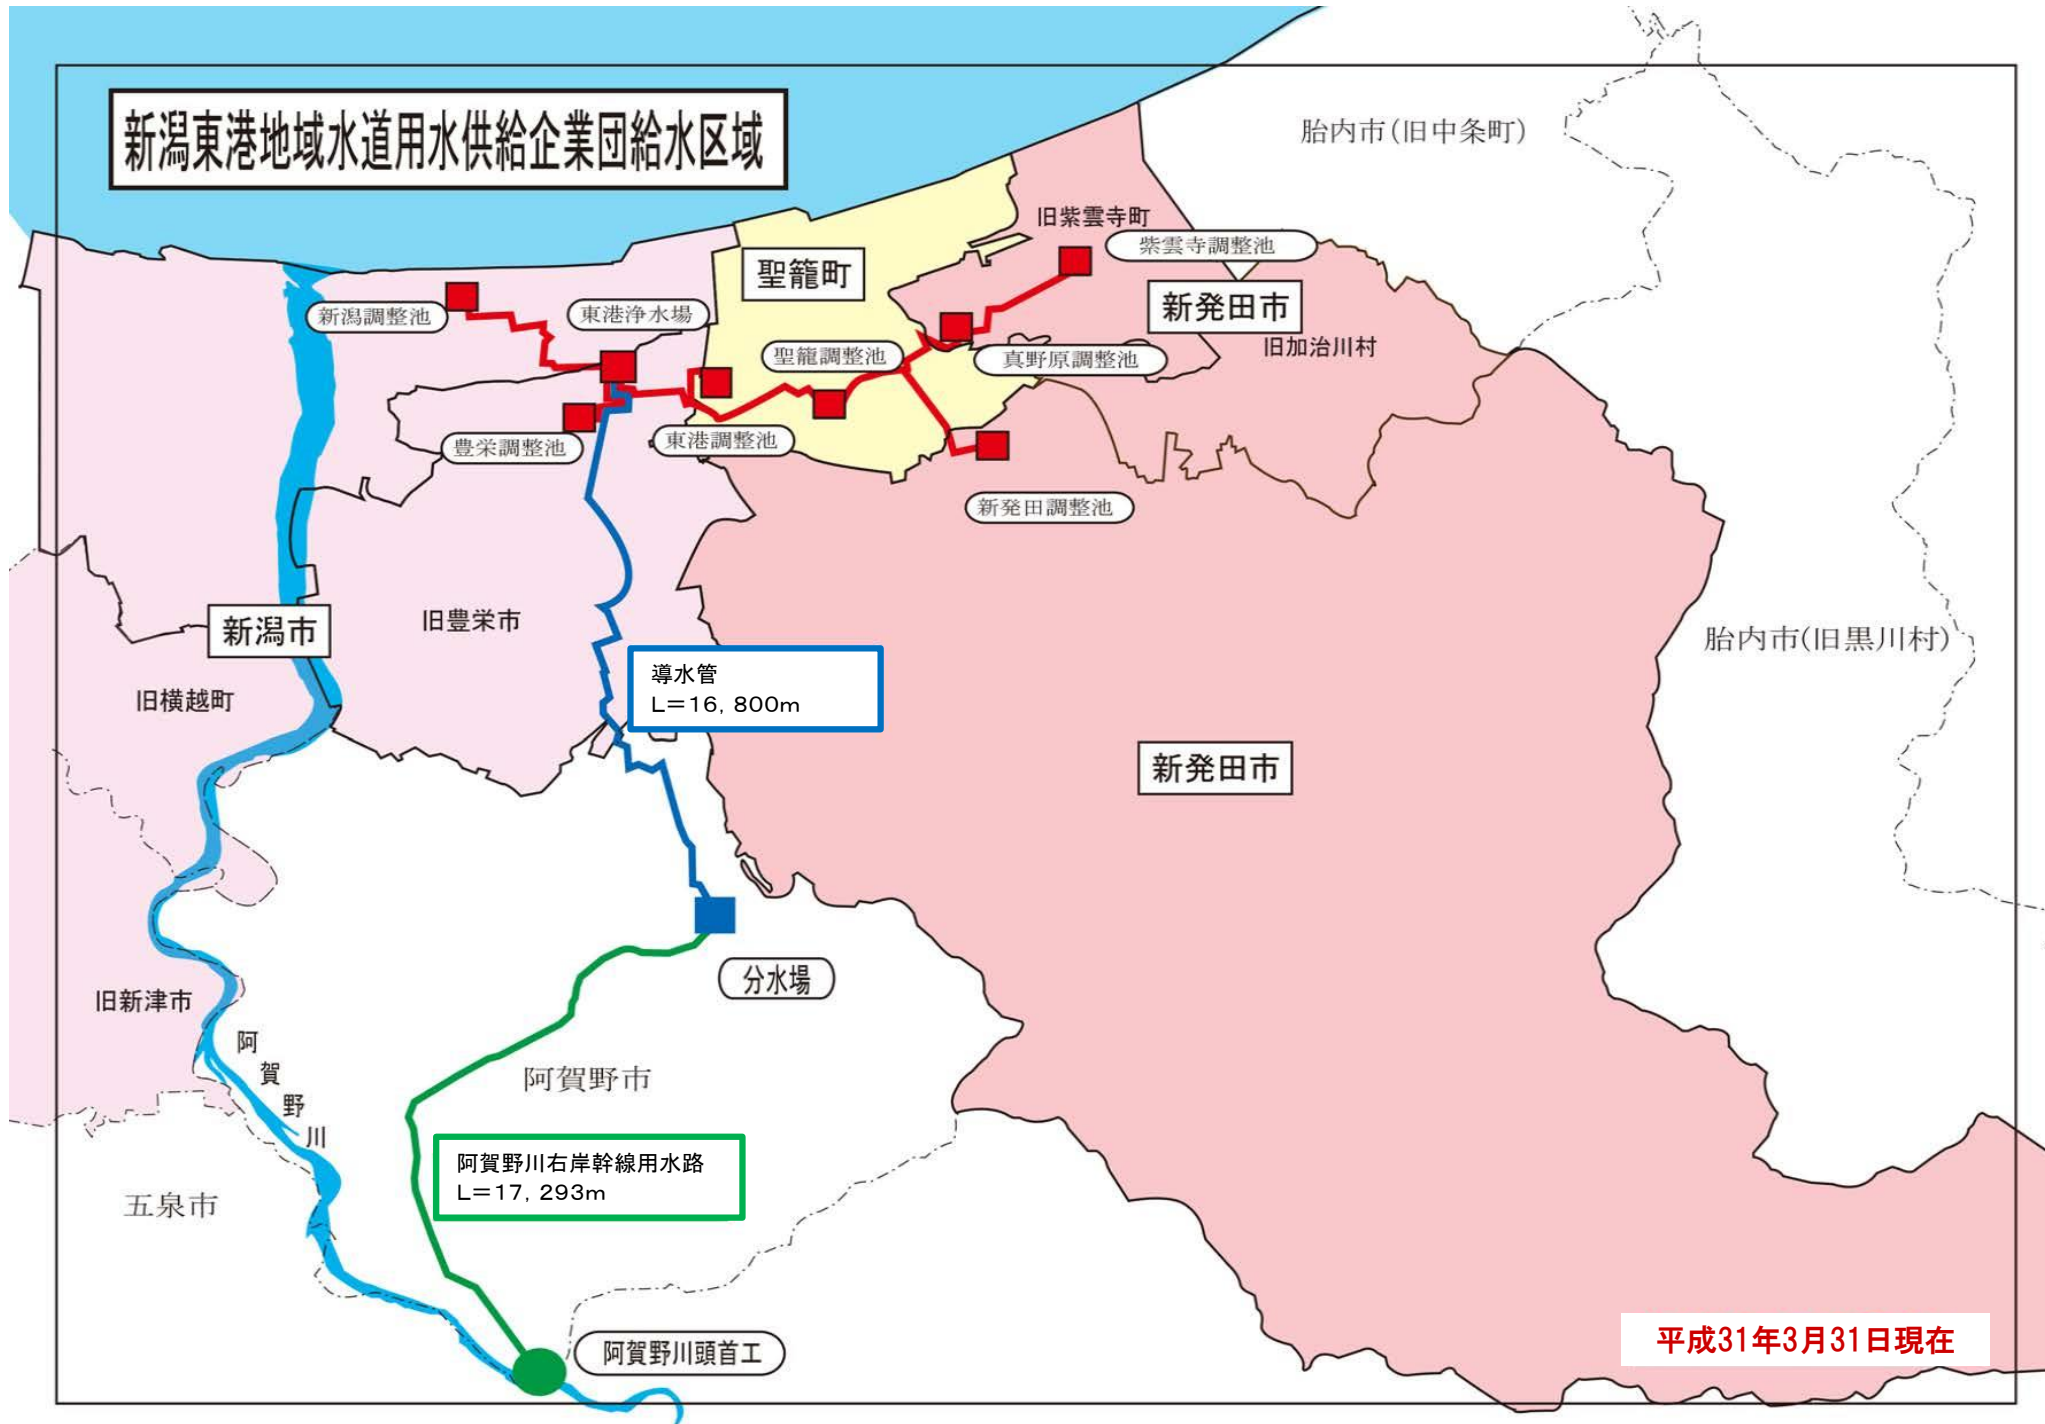 新潟東港地域水道用水供給企業団給水区域
胎内市(旧中条町)
旧紫雲寺町
紫雲寺調整池
聖籠町
新発田市
新潟調整池
東港浄水場
聖籠調整池
真野原調整池
旧加治川村
豊栄調整池
東港調整池
新発田調整池
新潟市
旧豊栄市
胎内市(旧黒川村)
旧横越町
導水管
L=16,800m
新発田市
分水場
旧新津市
阿賀野川
阿賀野市
阿賀野川右岸幹線用水路
L=17,293m
五泉市
阿賀野川頭首工
平成31年3月31日現在